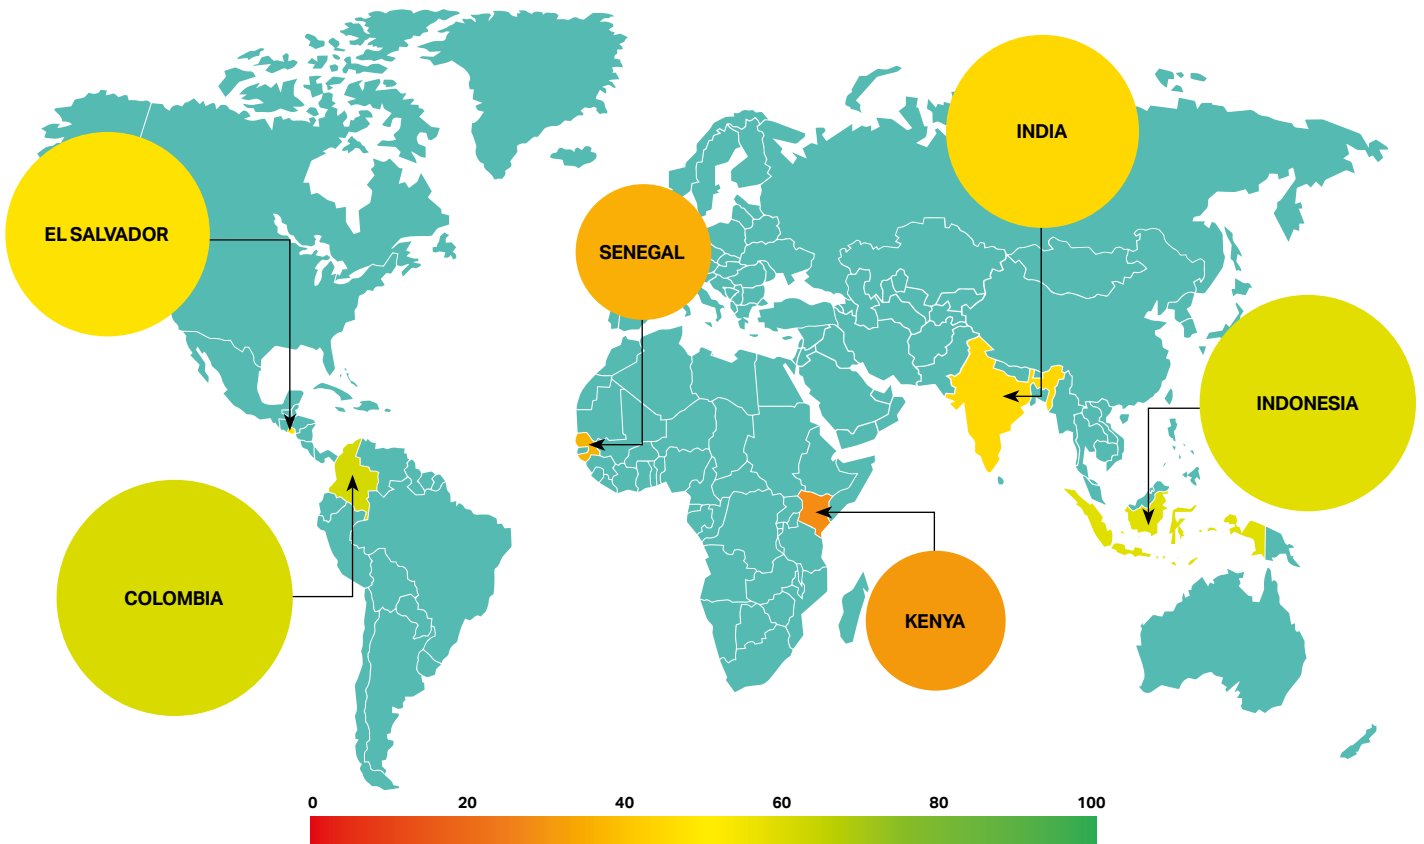 INDIA
EL SALVADOR
SENEGAL
INDONESIA
COLOMBIA
KENYA
0 20 40 60 80 100